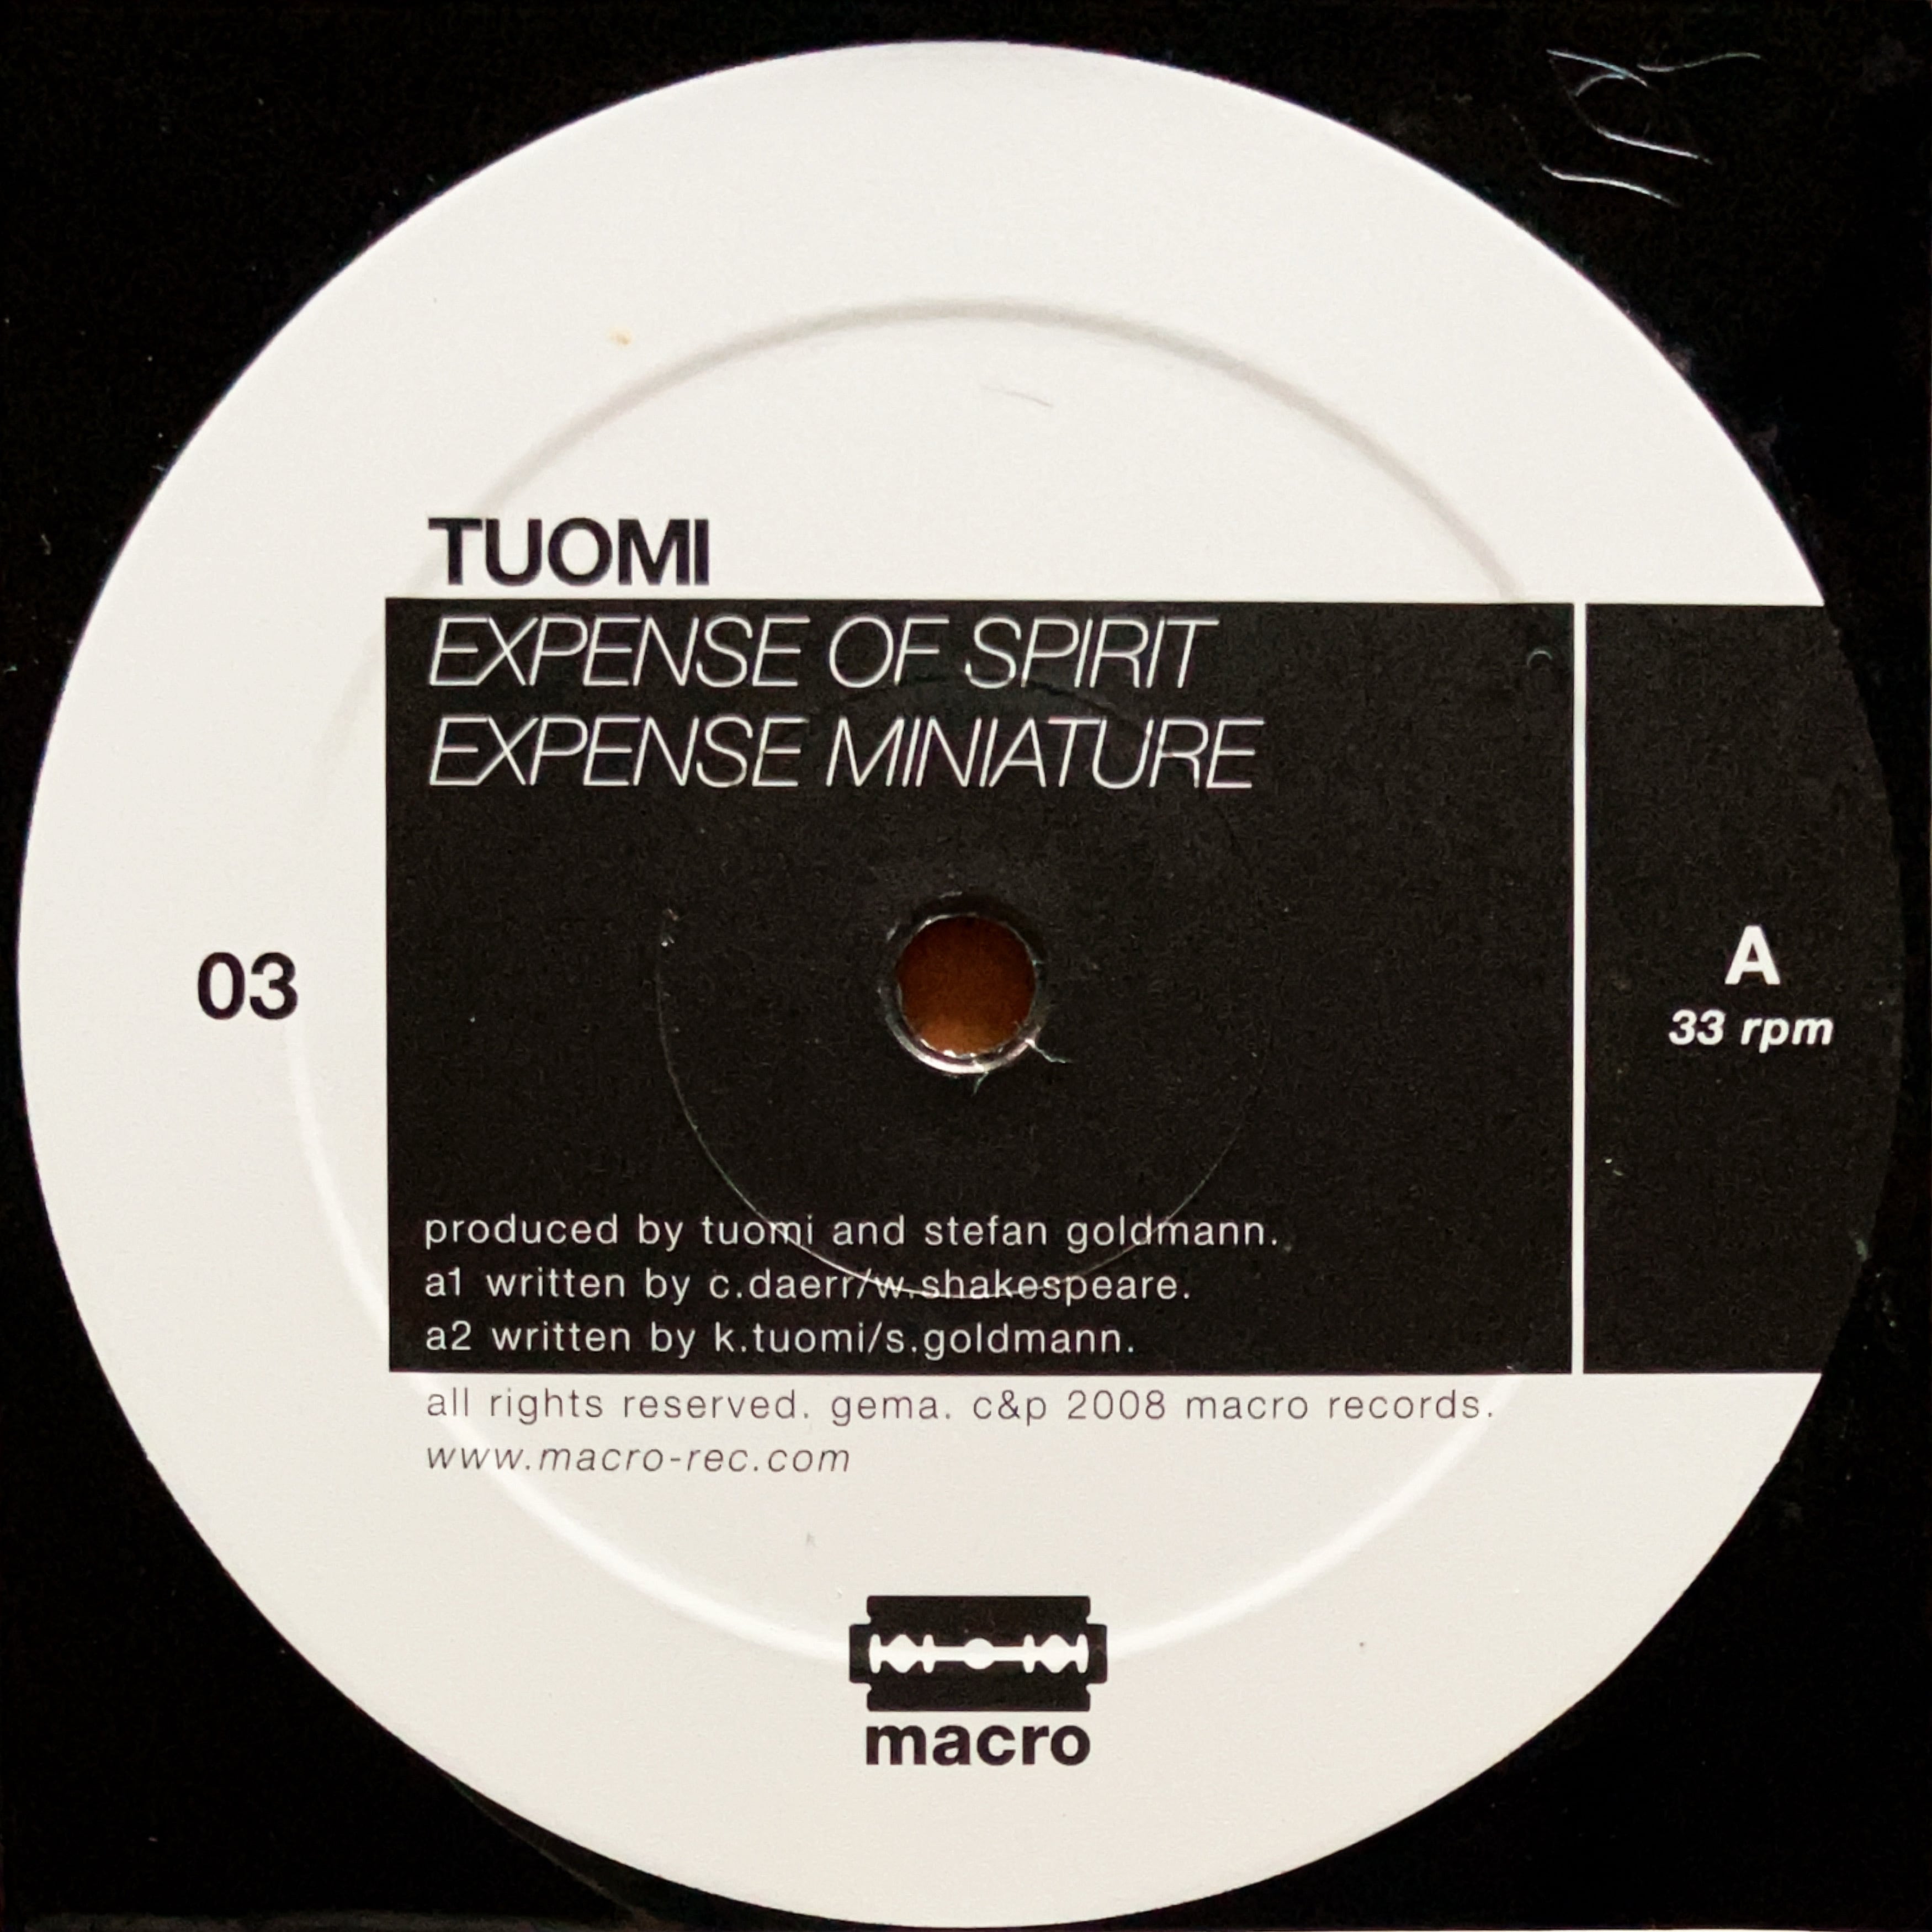 TUOMI
EXPENSE OF SPIRIT
EXPENSE MINIATURE
03
A
33 rpm
produced by tuomi and stefan goldmann.
a1 written by c.daerr/w.shakespeare.
a2 written by k.tuomi/s.goldmann.
all rights reserved. gema. c&p 2008 macro records.
www.macro-rec.com
macro